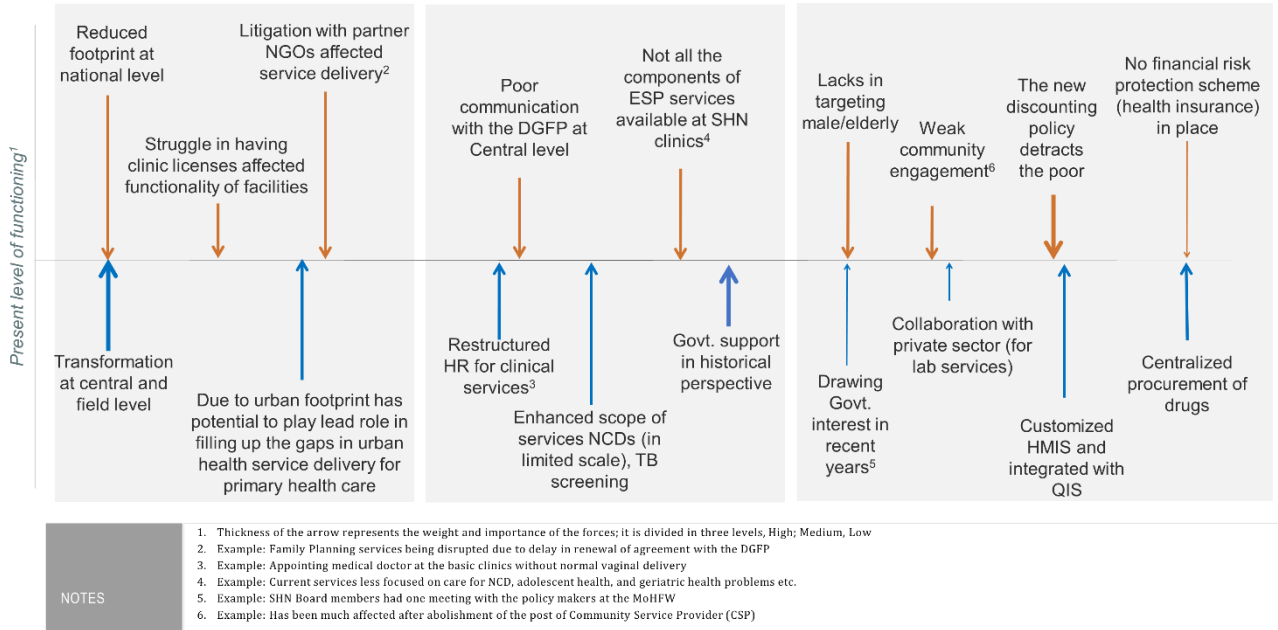 Present level of functioning1
Reduced
footprint at
national level
Struggle in having
clinic licenses affected
functionality of facilities
Litigation with partner
NGOs affected
service delivery2
Transformation
at central and
field level
Due to urban footprint has
potential to play lead role in
filling up the gaps in urban
health service delivery for
primary health care
Poor
communication
with the DGFP at
Central level
Not all the
components of
ESP services
available at SHN
clinics4
Restructured
HR for clinical
services3
Enhanced scope of
services NCDs (in
limited scale), TB
screening
Govt. support
in historical
perspective
Lacks in
targeting
male/elderly
Weak
community
engagement6
The new
discounting
policy
detracts
the poor
No financial risk
protection scheme
(health insurance)
in place
Drawing
Govt.
interest in
recent
years5
Collaboration with
private sector (for
lab services)
Customized
HMIS and
integrated with
QIS
Centralized
procurement of
drugs
NOTES
1. Thickness of the arrow represents the weight and importance of the forces; it is divided in three levels, High; Medium, Low
2. Example: Family Planning services being disrupted due to delay in renewal of agreement with the DGFP
3. Example: Appointing medical doctor at the basic clinics without normal vaginal delivery
4. Example: Current services less focused on care for NCD, adolescent health, and geriatric health problems etc.
5. Example: SHN Board members had one meeting with the policy makers at the MoHFW
6. Example: Has been much affected after abolishment of the post of Community Service Provider (CSP)